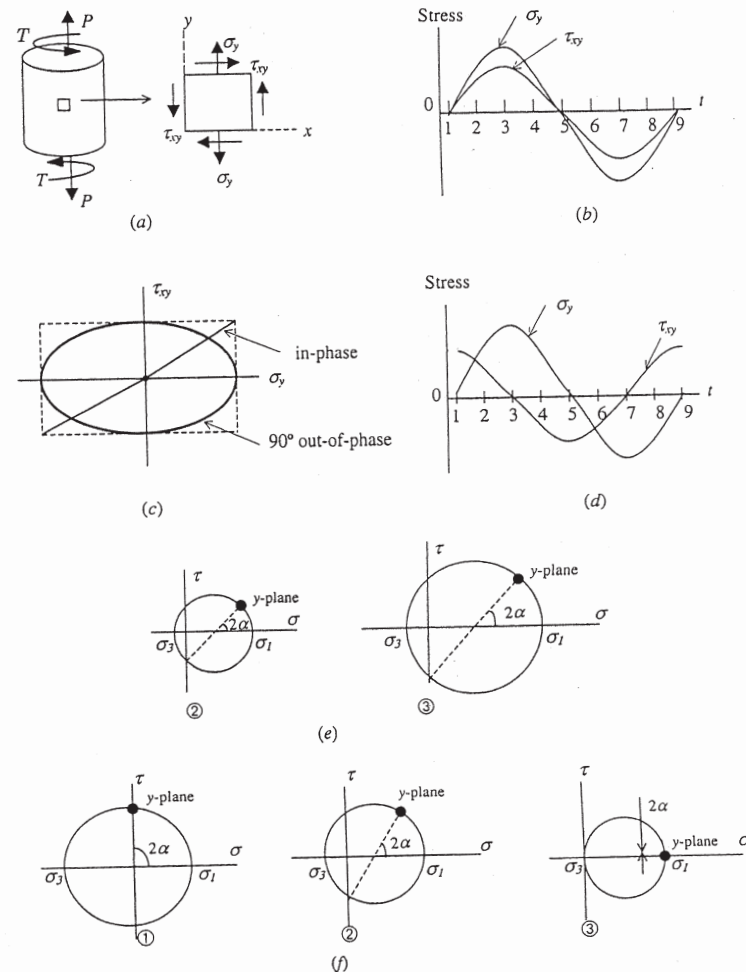 P
T
T
P
(a)
y
σy
τxy
τxy
x
σy
Stress
σy
τxy
0
1 2 3 4 5 6 7 8 9
t
(b)
τxy
in-phase
σy
90° out-of-phase
(c)
Stress
σy
τxy
0
1 2 3 4 5 6 7 8 9
t
(d)
τ
y-plane
2α
σ
σ3
σ1
②
τ
y-plane
2α
σ
σ3
σ1
③
(e)
τ
y-plane
2α
σ
σ3
σ1
①
τ
y-plane
2α
σ
σ3
σ1
②
τ
2α
y-plane
σ
σ3
σ1
③
(f)